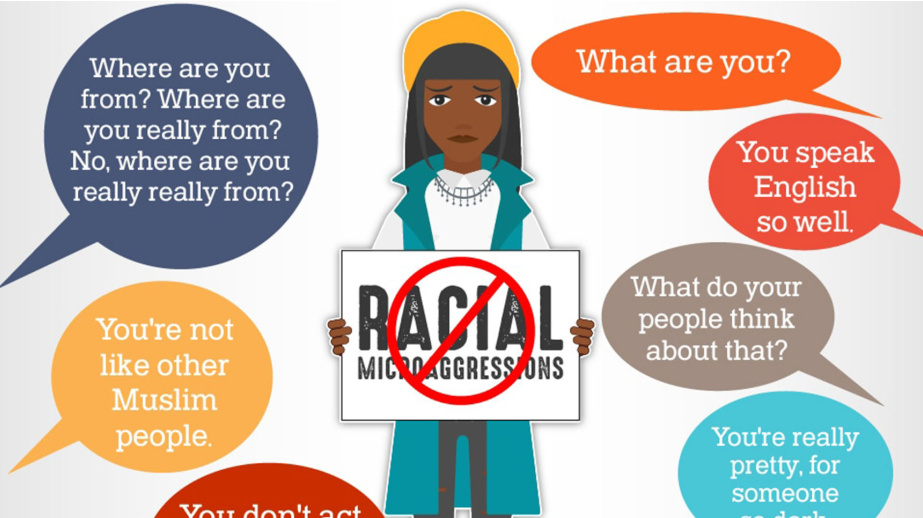 Where are you
from? Where are
you really from?
No, where are you
really really from?
What are you?
You speak
English
so well.
RACIAL
MICROAGGRESSIONS
What do your
people think
about that?
You're not
like other
Muslim
people.
You're really
pretty, for
someone
so dark.
You don't act